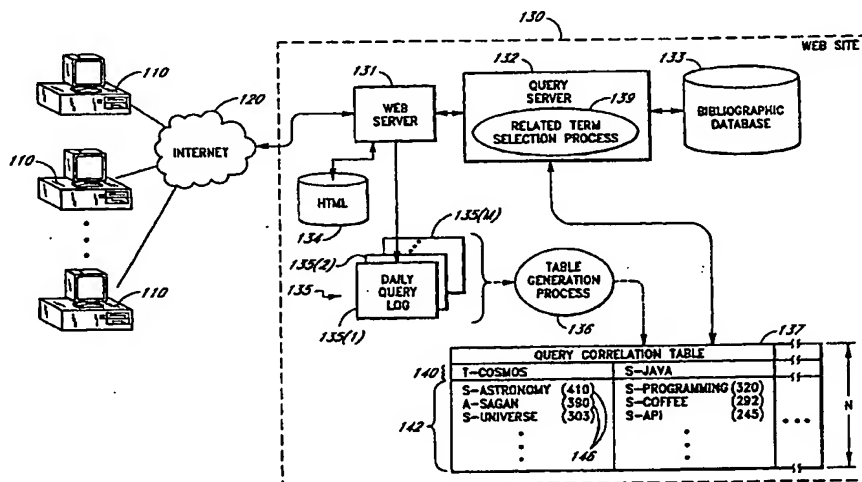 130
WEB SITE
110
120
INTERNET
110
110
131
WEB
SERVER
132
QUERY
SERVER
139
RELATED TERM
SELECTION PROCESS
133
BIBLIOGRAPHIC
DATABASE
HTML
134
135(M)
135(2)
135
DAILY
QUERY
LOG
135(1)
TABLE
GENERATION
PROCESS
136
137
QUERY CORRELATION TABLE
140
T-COSMOS
S-JAVA
142
S-ASTRONOMY (410)
A-SAGAN (390)
S-UNIVERSE (303)
146
S-PROGRAMMING (320)
S-COFFEE (292)
S-API (245)
N